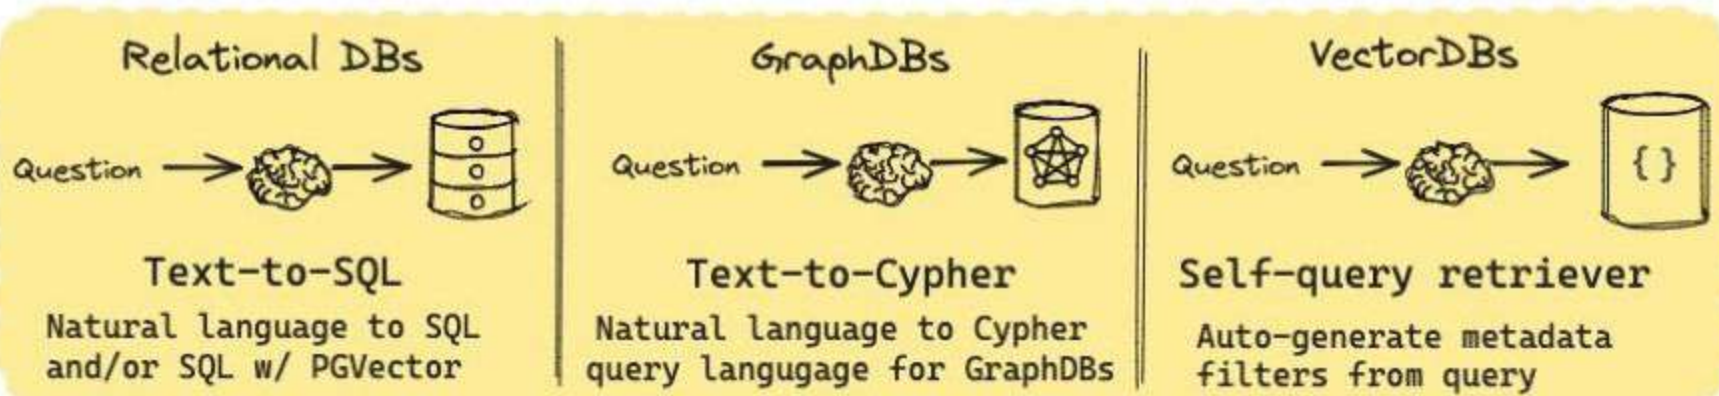 Relational DBs
Question
Text-to-SQL
Natural language to SQL
and/or SQL w/ PGVector
GraphDBs
Question
Text-to-Cypher
Natural language to Cypher
query langugage for GraphDBs
VectorDBs
Question
{}
Self-query retriever
Auto-generate metadata
filters from query